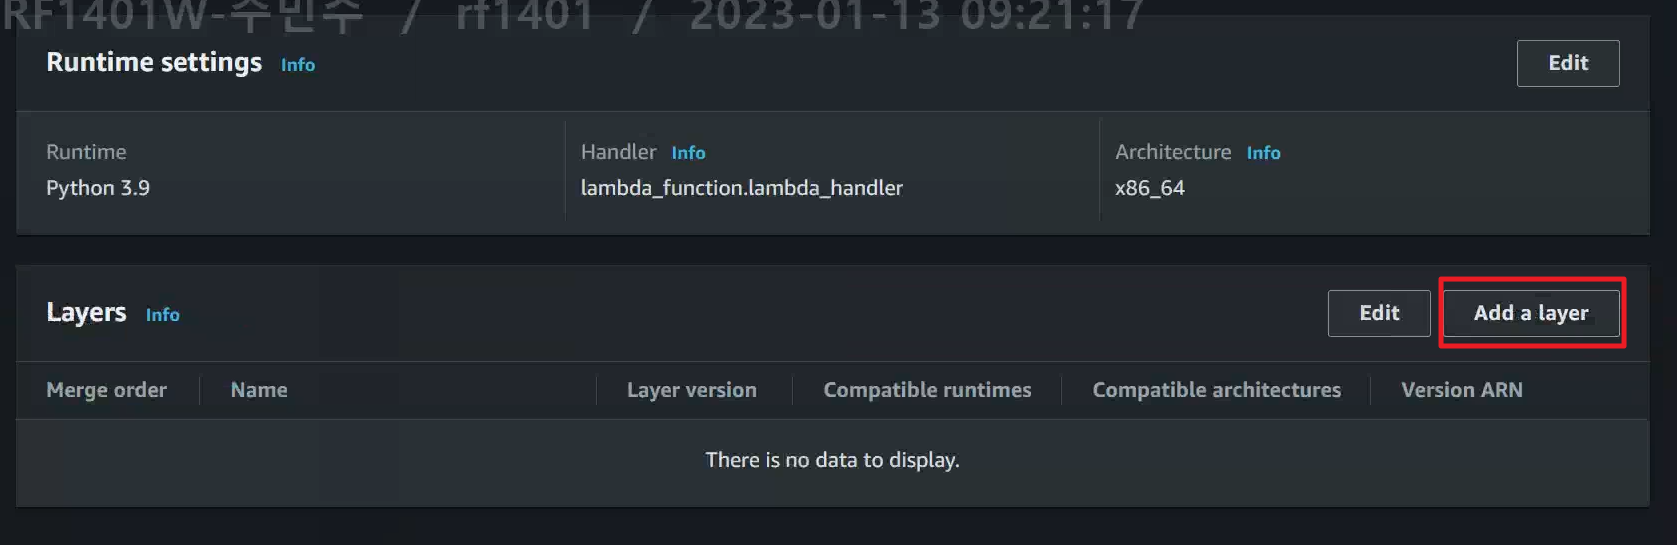 RF1401W-주민수 / rf1401 / 2023-01-13 09:21:17
Runtime settings Info Edit
Runtime Handler Info Architecture Info
Python 3.9 lambda_function.lambda_handler x86_64
Layers Info Edit Add a layer
Merge order Name Layer version Compatible runtimes Compatible architectures Version ARN
There is no data to display.